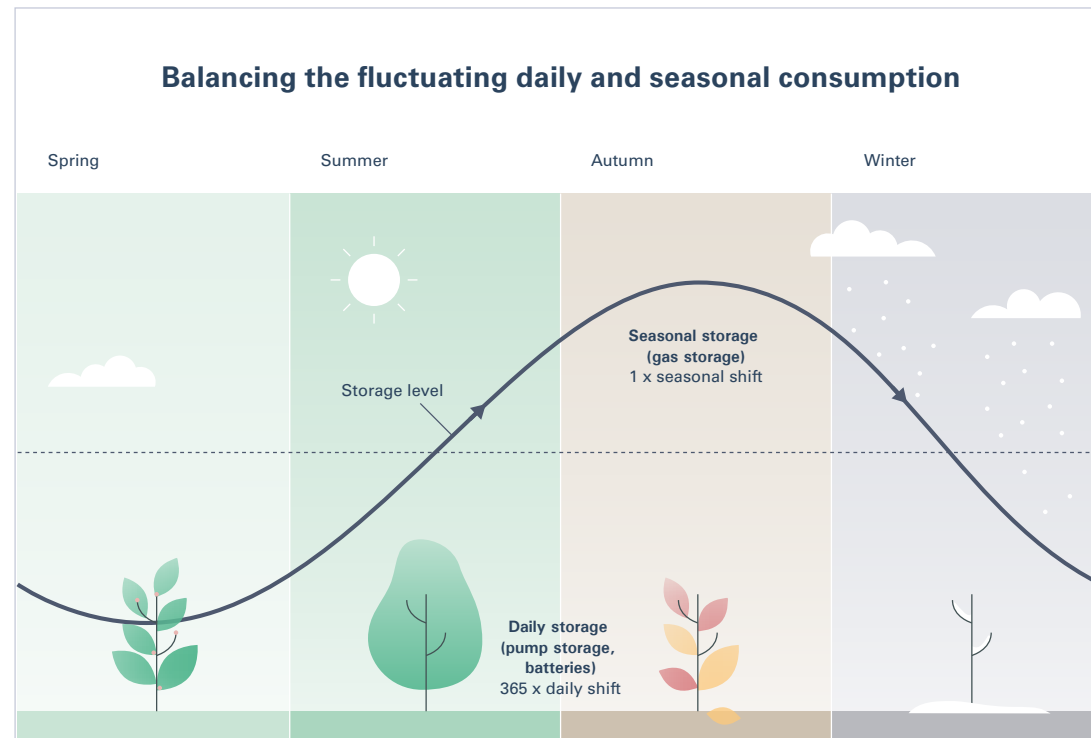 Balancing the fluctuating daily and seasonal consumption
Spring
Summer
Autumn
Winter
Seasonal storage
(gas storage)
1 x seasonal shift
Storage level
Daily storage
(pump storage,
batteries)
365 x daily shift